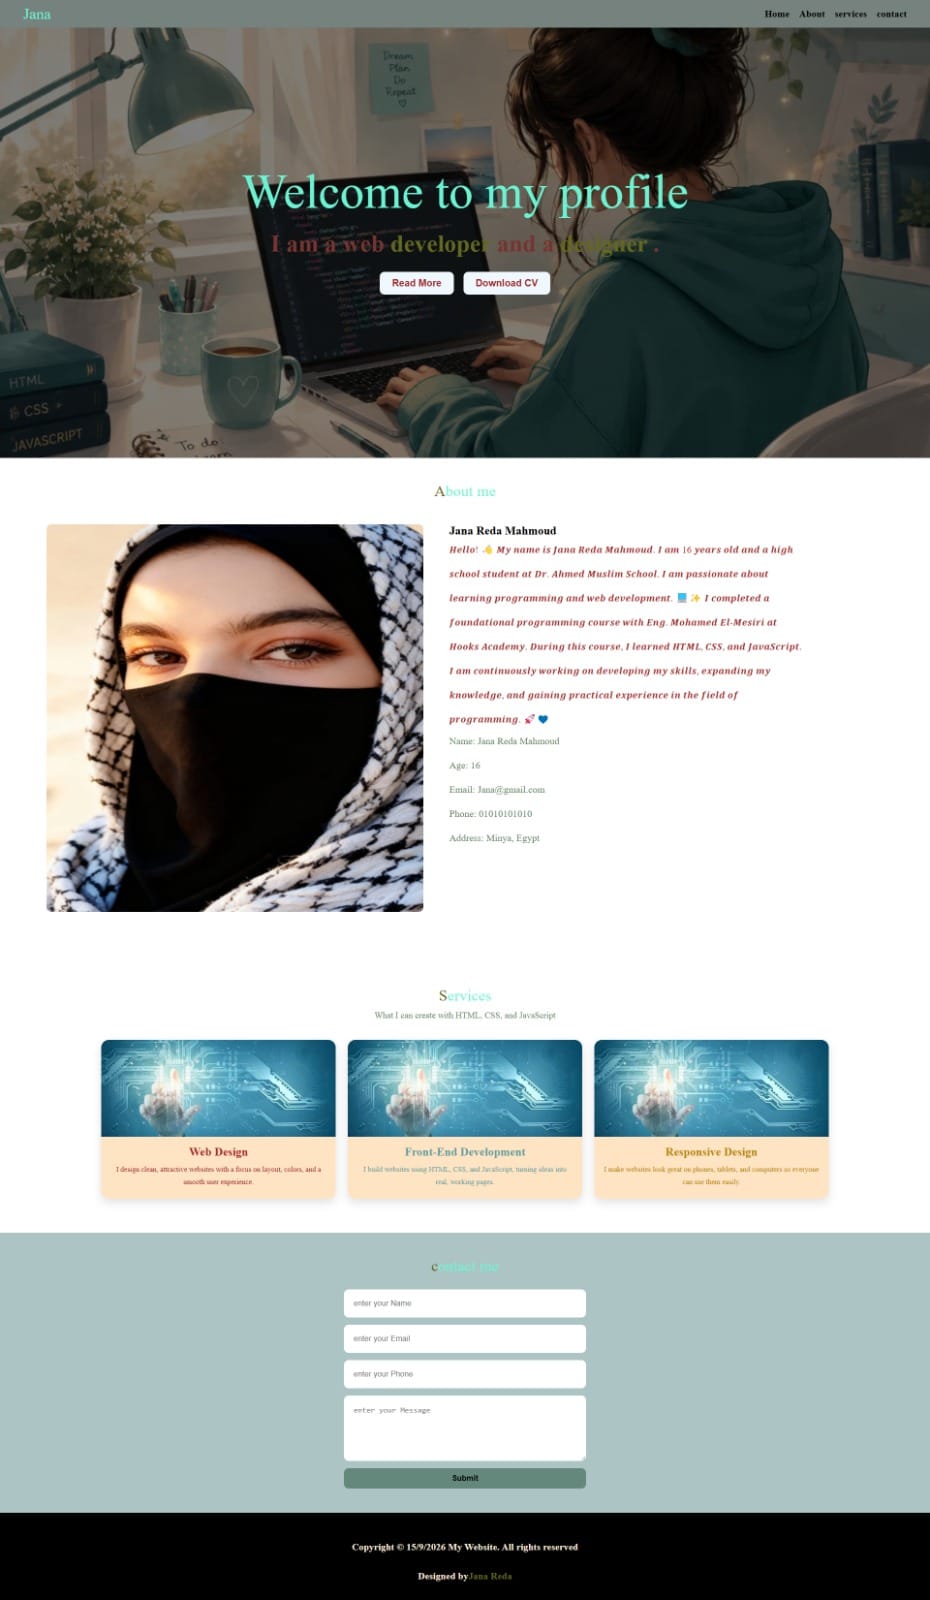 Jana
Home About services contact
Dream
Plan
Do
Repeat
Welcome to my profile
I am a web developer and a designer .
Read More Download CV
HTML
CSS +
JAVASCRIPT
To do.
About me
Jana Reda Mahmoud
Hello! 👋 My name is Jana Reda Mahmoud. I am 16 years old and a high
school student at Dr. Ahmed Muslim School. I am passionate about
learning programming and web development. 💻 ✨ I completed a
foundational programming course with Eng. Mohamed El-Mesiri at
Hooks Academy. During this course, I learned HTML, CSS, and JavaScript.
I am continuously working on developing my skills, expanding my
knowledge, and gaining practical experience in the field of
programming. 🚀 💙
Name: Jana Reda Mahmoud
Age: 16
Email: Jana@gmail.com
Phone: 01010101010
Address: Minya, Egypt
Services
What I can create with HTML, CSS, and JavaScript
Web Design
I design clean, attractive websites with a focus on layout, colors, and a
smooth user experience.
Front-End Development
I build websites using HTML, CSS, and JavaScript, turning ideas into
real, working pages.
Responsive Design
I make websites look great on phones, tablets, and computers so everyone
can use them easily.
contact me
enter your Name
enter your Email
enter your Phone
enter your Message
Submit
Copyright © 15/9/2026 My Website. All rights reserved
Designed byJana Reda